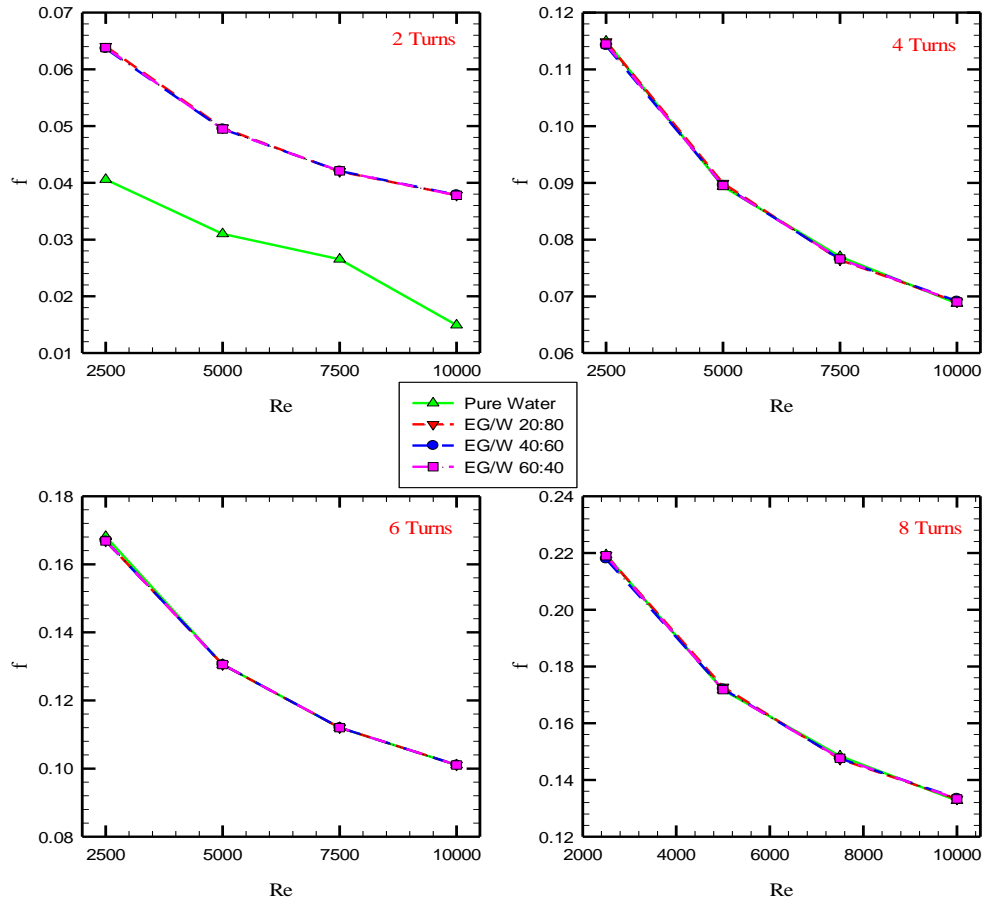 0.07
0.06
0.05
0.04
0.03
0.02
0.01
f
2 Turns
2500 5000 7500 10000
Re
0.12
0.11
0.10
0.09
0.08
0.07
0.06
f
4 Turns
2500 5000 7500 10000
Re
Pure Water
EG/W 20:80
EG/W 40:60
EG/W 60:40
0.18
0.16
0.14
0.12
0.10
0.08
f
6 Turns
2500 5000 7500 10000
Re
0.24
0.22
0.20
0.18
0.16
0.14
0.12
f
8 Turns
2000 4000 6000 8000 10000
Re